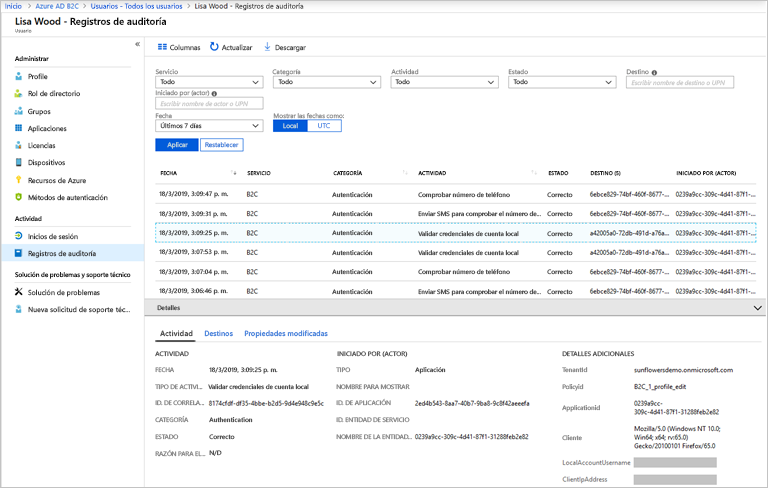 Inicio > Azure AD B2C > Usuarios - Todos los usuarios > Lisa Wood - Registros de auditoría
Lisa Wood - Registros de auditoría
Usuario
«
Administrar
Profile
Rol de directorio
Grupos
Aplicaciones
Licencias
Dispositivos
Recursos de Azure
Métodos de autenticación
Actividad
Inicios de sesión
Registros de auditoría
Solución de problemas y soporte técnico
Solución de problemas
Nueva solicitud de soporte téc...
Columnas Actualizar Descargar
Servicio Categoría Actividad Estado Destino
Todo Todo Todo Todo Escribir nombre de destino o UPN
Iniciado por (actor)
Escribir nombre de actor o UPN
Fecha Mostrar las fechas como:
Últimos 7 días Local UTC
Aplicar Restablecer
FECHA SERVICIO CATEGORÍA ACTIVIDAD ESTADO DESTINO (S) INICIADO POR (ACTOR)
18/3/2019, 3:09:47 p. m. B2C Autenticación Comprobar número de teléfono Correcto 6ebce829-74bf-460f-8677-... 0239a9cc-309c-4d41-87f1-...
18/3/2019, 3:09:31 p. m. B2C Autenticación Enviar SMS para comprobar el número de... Correcto 6ebce829-74bf-460f-8677-... 0239a9cc-309c-4d41-87f1-...
18/3/2019, 3:09:25 p. m. B2C Autenticación Validar credenciales de cuenta local Correcto a42005a0-72db-491d-a76a... 0239a9cc-309c-4d41-87f1-...
18/3/2019, 3:07:53 p. m. B2C Autenticación Validar credenciales de cuenta local Correcto a42005a0-72db-491d-a76a... 0239a9cc-309c-4d41-87f1-...
18/3/2019, 3:07:04 p. m. B2C Autenticación Comprobar número de teléfono Correcto 6ebce829-74bf-460f-8677-... 0239a9cc-309c-4d41-87f1-...
18/3/2019, 3:06:46 p. m. B2C Autenticación Enviar SMS para comprobar el número de... Correcto 6ebce829-74bf-460f-8677-... 0239a9cc-309c-4d41-87f1-...
Detalles
Actividad Destinos Propiedades modificadas
ACTIVIDAD
FECHA 18/3/2019, 3:09:25 p. m.
TIPO DE ACTIVI... Validar credenciales de cuenta local
ID. DE CORRELA... 8174cfdf-df35-4bbe-b2d5-9d4e948c9e5c
CATEGORÍA Authentication
ESTADO Correcto
RAZÓN PARA EL... N/D
INICIADO POR (ACTOR)
TIPO Aplicación
NOMBRE PARA MOSTRAR
ID. DE APLICACIÓN 2ed4b543-8aa7-40b7-9ba8-9c8f42aeeefa
ID. ENTIDAD DE SERVICIO
NOMBRE DE LA ENTIDAD... 0239a9cc-309c-4d41-87f1-31288feb2e82
DETALLES ADICIONALES
TenantId sunflowersdemo.onmicrosoft.com
PolicyId B2C_1_profile_edit
ApplicationId 0239a9cc-
309c-4d41-87f1-31288feb2e82
Cliente Mozilla/5.0 (Windows NT 10.0;
Win64; x64; rv:65.0)
Gecko/20100101 Firefox/65.0
LocalAccountUsername
ClientIpAddress